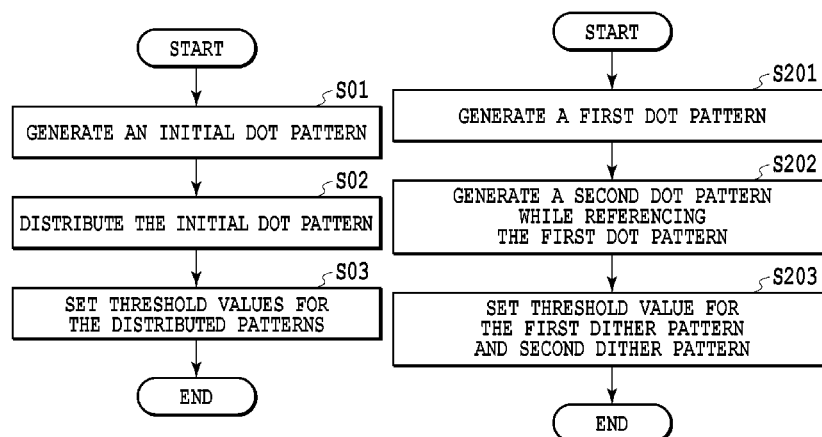 START
S01
GENERATE AN INITIAL DOT PATTERN
S02
DISTRIBUTE THE INITIAL DOT PATTERN
S03
SET THRESHOLD VALUES FOR
THE DISTRIBUTED PATTERNS
END
START
S201
GENERATE A FIRST DOT PATTERN
S202
GENERATE A SECOND DOT PATTERN
WHILE REFERENCING
THE FIRST DOT PATTERN
S203
SET THRESHOLD VALUE FOR
THE FIRST DITHER PATTERN
AND SECOND DITHER PATTERN
END